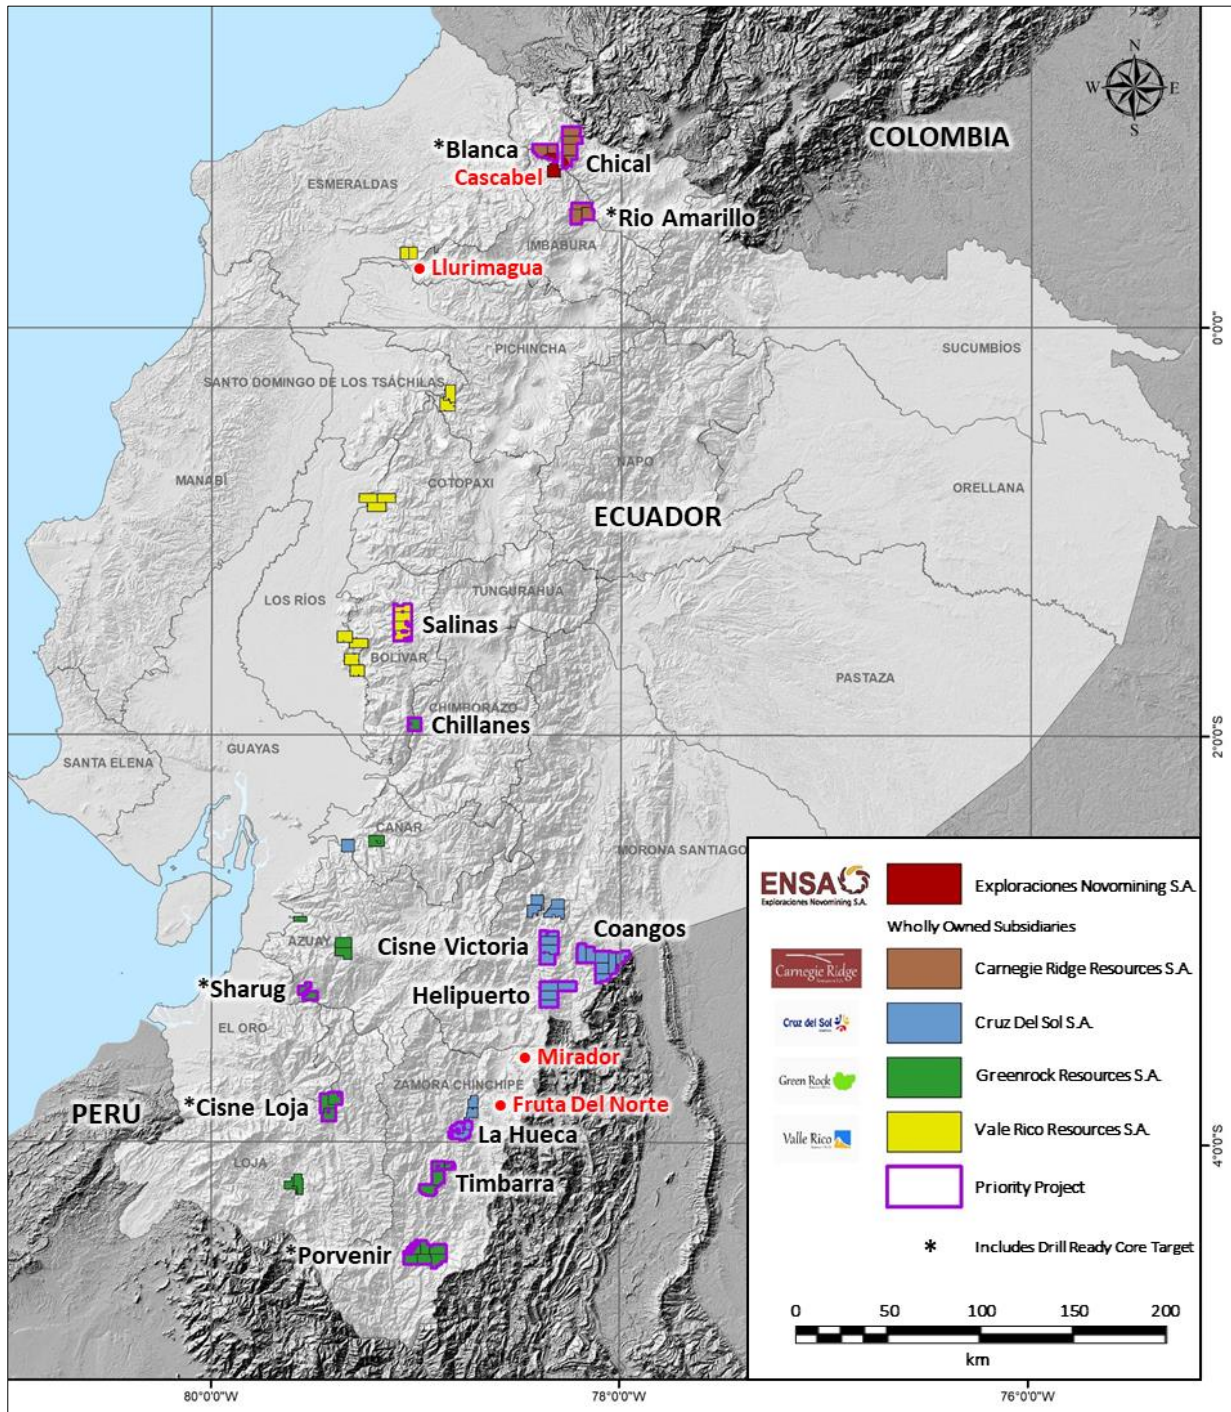 N
W E
S
COLOMBIA
*Blanca
Chical
Cascabel
ESMERALDAS
*Rio Amarillo
IMBABURA
Llurimagua
0°0'0"
PICHINCHA
SUCUMBÍOS
SANTO DOMINGO DE LOS TSÁCHILAS
NAPO
MANABÍ
COTOPAXI
ORELLANA
ECUADOR
TUNGURAHUA
LOS RÍOS
Salinas
BOLIVAR
PASTAZA
CHIMBORAZO
Chillanes
2°0'0"S
GUAYAS
SANTA ELENA
CAÑAR
MORONA SANTIAGO
Coangos
AZUAY
Cisne Victoria
*Sharug
Helipuerto
EL ORO
Mirador
ZAMORA CHINCHIPE
PERU
*Cisne Loja
Fruta Del Norte
La Hueca
4°0'0"S
LOJA
Timbarra
*Porvenir
ENSA
Exploraciones Novomining S.A.
Exploraciones Novomining S.A.
Wholly Owned Subsidiaries
Carnegie Ridge
Carnegie Ridge Resources S.A.
Cruz del Sol
Cruz Del Sol S.A.
Green Rock
Greenrock Resources S.A.
Valle Rico
Vale Rico Resources S.A.
Priority Project
* Includes Drill Ready Core Target
0 50 100 150 200
km
80°0'0"W 78°0'0"W 76°0'0"W